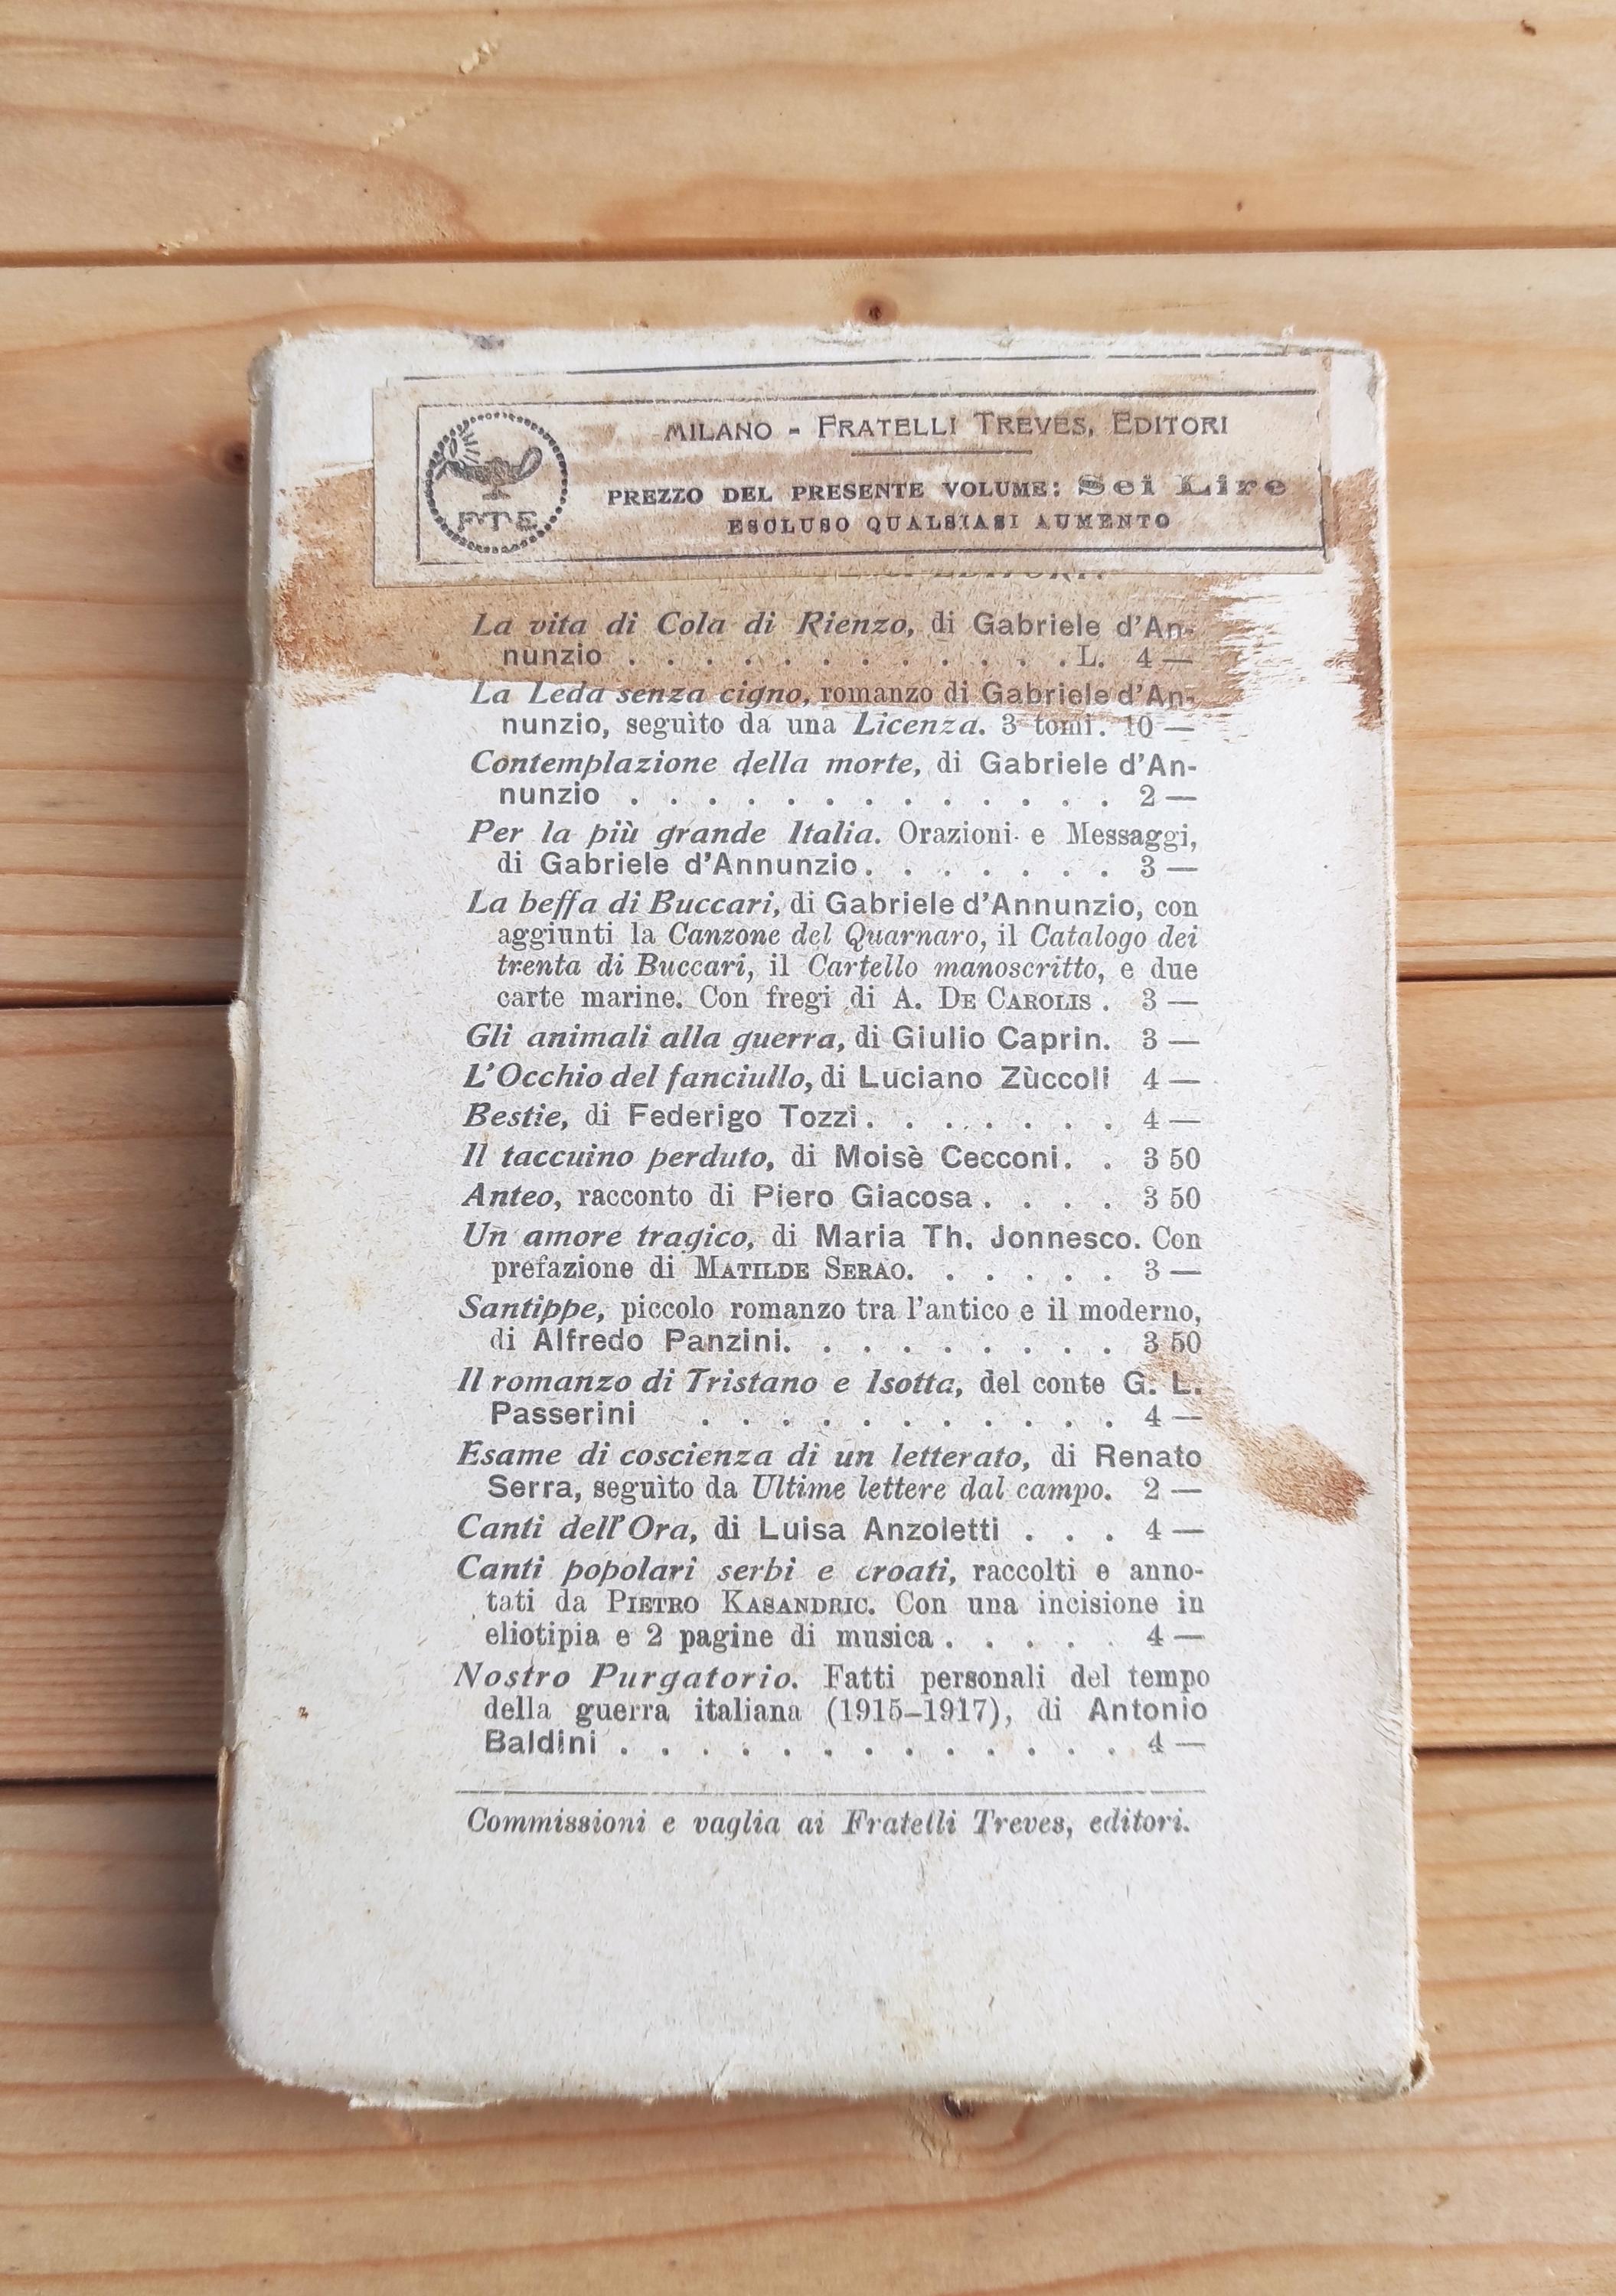 MILANO - FRATELLI TREVES, EDITORI
FTE
PREZZO DEL PRESENTE VOLUME: Sei Lire
ESCLUSO QUALSIASI AUMENTO
EDITORI.
La vita di Cola di Rienzo, di Gabriele d'An-
nunzio . . . . . . . . . . . . L. 4 —
La Leda senza cigno, romanzo di Gabriele d'An-
nunzio, seguìto da una Licenza. 3 tomi. 10 —
Contemplazione della morte, di Gabriele d'An-
nunzio . . . . . . . . . . . . . 2 —
Per la più grande Italia. Orazioni e Messaggi,
di Gabriele d'Annunzio . . . . . . . 3 —
La beffa di Buccari, di Gabriele d'Annunzio, con
aggiunti la Canzone del Quarnaro, il Catalogo dei
trenta di Buccari, il Cartello manoscritto, e due
carte marine. Con fregi di A. DE CAROLIS . 3 —
Gli animali alla guerra, di Giulio Caprin. 3 —
L'Occhio del fanciullo, di Luciano Zùccoli 4 —
Bestie, di Federigo Tozzi . . . . . . . 4 —
Il taccuino perduto, di Moisè Cecconi. . 3 50
Anteo, racconto di Piero Giacosa . . . . 3 50
Un amore tragico, di Maria Th. Jonnesco. Con
prefazione di MATILDE SERAO. . . . . . 3 —
Santippe, piccolo romanzo tra l'antico e il moderno,
di Alfredo Panzini. . . . . . . . . 3 50
Il romanzo di Tristano e Isotta, del conte G. L.
Passerini . . . . . . . . . . . 4 —
Esame di coscienza di un letterato, di Renato
Serra, seguìto da Ultime lettere dal campo. 2 —
Canti dell'Ora, di Luisa Anzoletti . . . 4 —
Canti popolari serbi e croati, raccolti e anno-
tati da PIETRO KASANDRIC. Con una incisione in
eliotipia e 2 pagine di musica . . . . . 4 —
Nostro Purgatorio. Fatti personali del tempo
della guerra italiana (1915-1917), di Antonio
Baldini . . . . . . . . . . . . . 4 —
Commissioni e vaglia ai Fratelli Treves, editori.